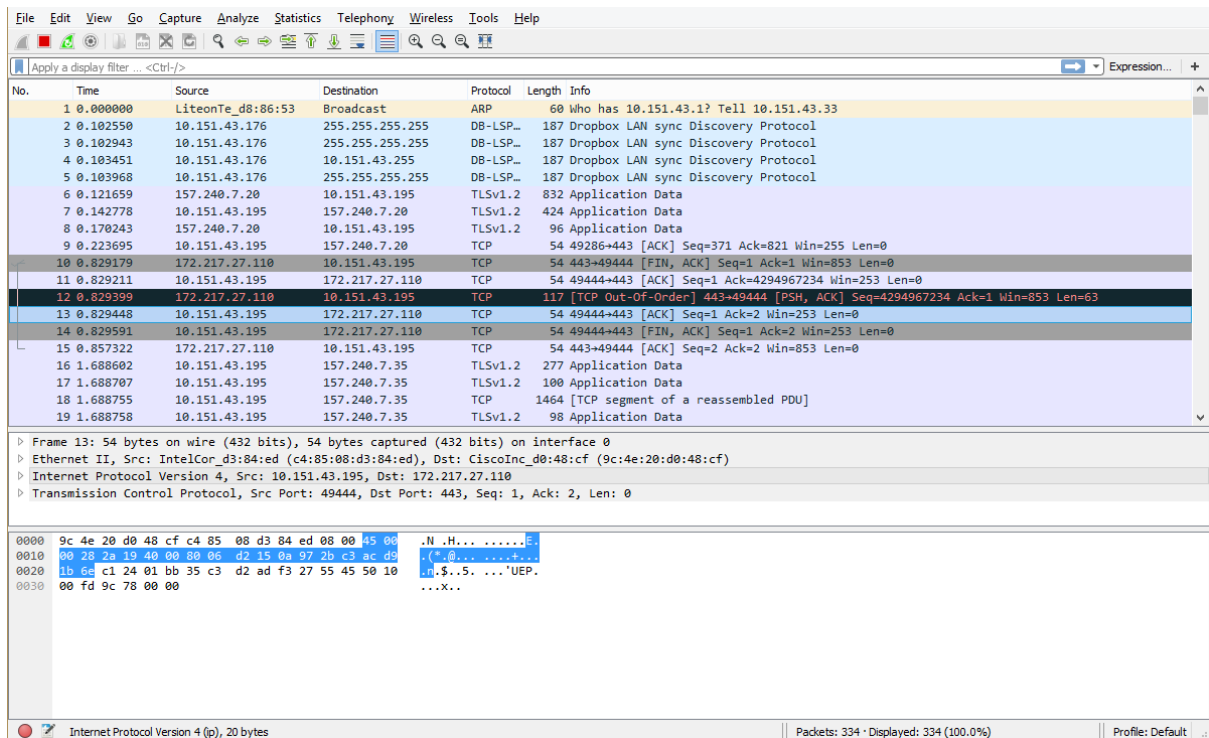 File Edit View Go Capture Analyze Statistics Telephony Wireless Tools Help
Apply a display filter ... <Ctrl-/> Expression... +
No. Time Source Destination Protocol Length Info
1 0.000000 LiteonTe_d8:86:53 Broadcast ARP 60 Who has 10.151.43.1? Tell 10.151.43.33
2 0.102550 10.151.43.176 255.255.255.255 DB-LSP… 187 Dropbox LAN sync Discovery Protocol
3 0.102943 10.151.43.176 255.255.255.255 DB-LSP… 187 Dropbox LAN sync Discovery Protocol
4 0.103451 10.151.43.176 10.151.43.255 DB-LSP… 187 Dropbox LAN sync Discovery Protocol
5 0.103968 10.151.43.176 255.255.255.255 DB-LSP… 187 Dropbox LAN sync Discovery Protocol
6 0.121659 157.240.7.20 10.151.43.195 TLSv1.2 832 Application Data
7 0.142778 10.151.43.195 157.240.7.20 TLSv1.2 424 Application Data
8 0.170243 157.240.7.20 10.151.43.195 TLSv1.2 96 Application Data
9 0.223695 10.151.43.195 157.240.7.20 TCP 54 49286→443 [ACK] Seq=371 Ack=821 Win=255 Len=0
10 0.829179 172.217.27.110 10.151.43.195 TCP 54 443→49444 [FIN, ACK] Seq=1 Ack=1 Win=853 Len=0
11 0.829211 10.151.43.195 172.217.27.110 TCP 54 49444→443 [ACK] Seq=1 Ack=4294967234 Win=253 Len=0
12 0.829399 172.217.27.110 10.151.43.195 TCP 117 [TCP Out-Of-Order] 443→49444 [PSH, ACK] Seq=4294967234 Ack=1 Win=853 Len=63
13 0.829448 10.151.43.195 172.217.27.110 TCP 54 49444→443 [ACK] Seq=1 Ack=2 Win=253 Len=0
14 0.829591 10.151.43.195 172.217.27.110 TCP 54 49444→443 [FIN, ACK] Seq=1 Ack=2 Win=253 Len=0
15 0.857322 172.217.27.110 10.151.43.195 TCP 54 443→49444 [ACK] Seq=2 Ack=2 Win=853 Len=0
16 1.688602 10.151.43.195 157.240.7.35 TLSv1.2 277 Application Data
17 1.688707 10.151.43.195 157.240.7.35 TLSv1.2 100 Application Data
18 1.688755 10.151.43.195 157.240.7.35 TCP 1464 [TCP segment of a reassembled PDU]
19 1.688758 10.151.43.195 157.240.7.35 TLSv1.2 98 Application Data
Frame 13: 54 bytes on wire (432 bits), 54 bytes captured (432 bits) on interface 0
Ethernet II, Src: IntelCor_d3:84:ed (c4:85:08:d3:84:ed), Dst: CiscoInc_d0:48:cf (9c:4e:20:d0:48:cf)
Internet Protocol Version 4, Src: 10.151.43.195, Dst: 172.217.27.110
Transmission Control Protocol, Src Port: 49444, Dst Port: 443, Seq: 1, Ack: 2, Len: 0
0000 9c 4e 20 d0 48 cf c4 85 08 d3 84 ed 08 00 45 00 .N .H... ......E.
0010 00 28 2a 19 40 00 80 06 d2 15 0a 97 2b c3 ac d9 .(*.@... ....+...
0020 1b 6e c1 24 01 bb 35 c3 d2 ad f3 27 55 45 50 10 .n.$..5. ...'UEP.
0030 00 fd 9c 78 00 00 ...x..
Internet Protocol Version 4 (ip), 20 bytes Packets: 334 · Displayed: 334 (100.0%) Profile: Default